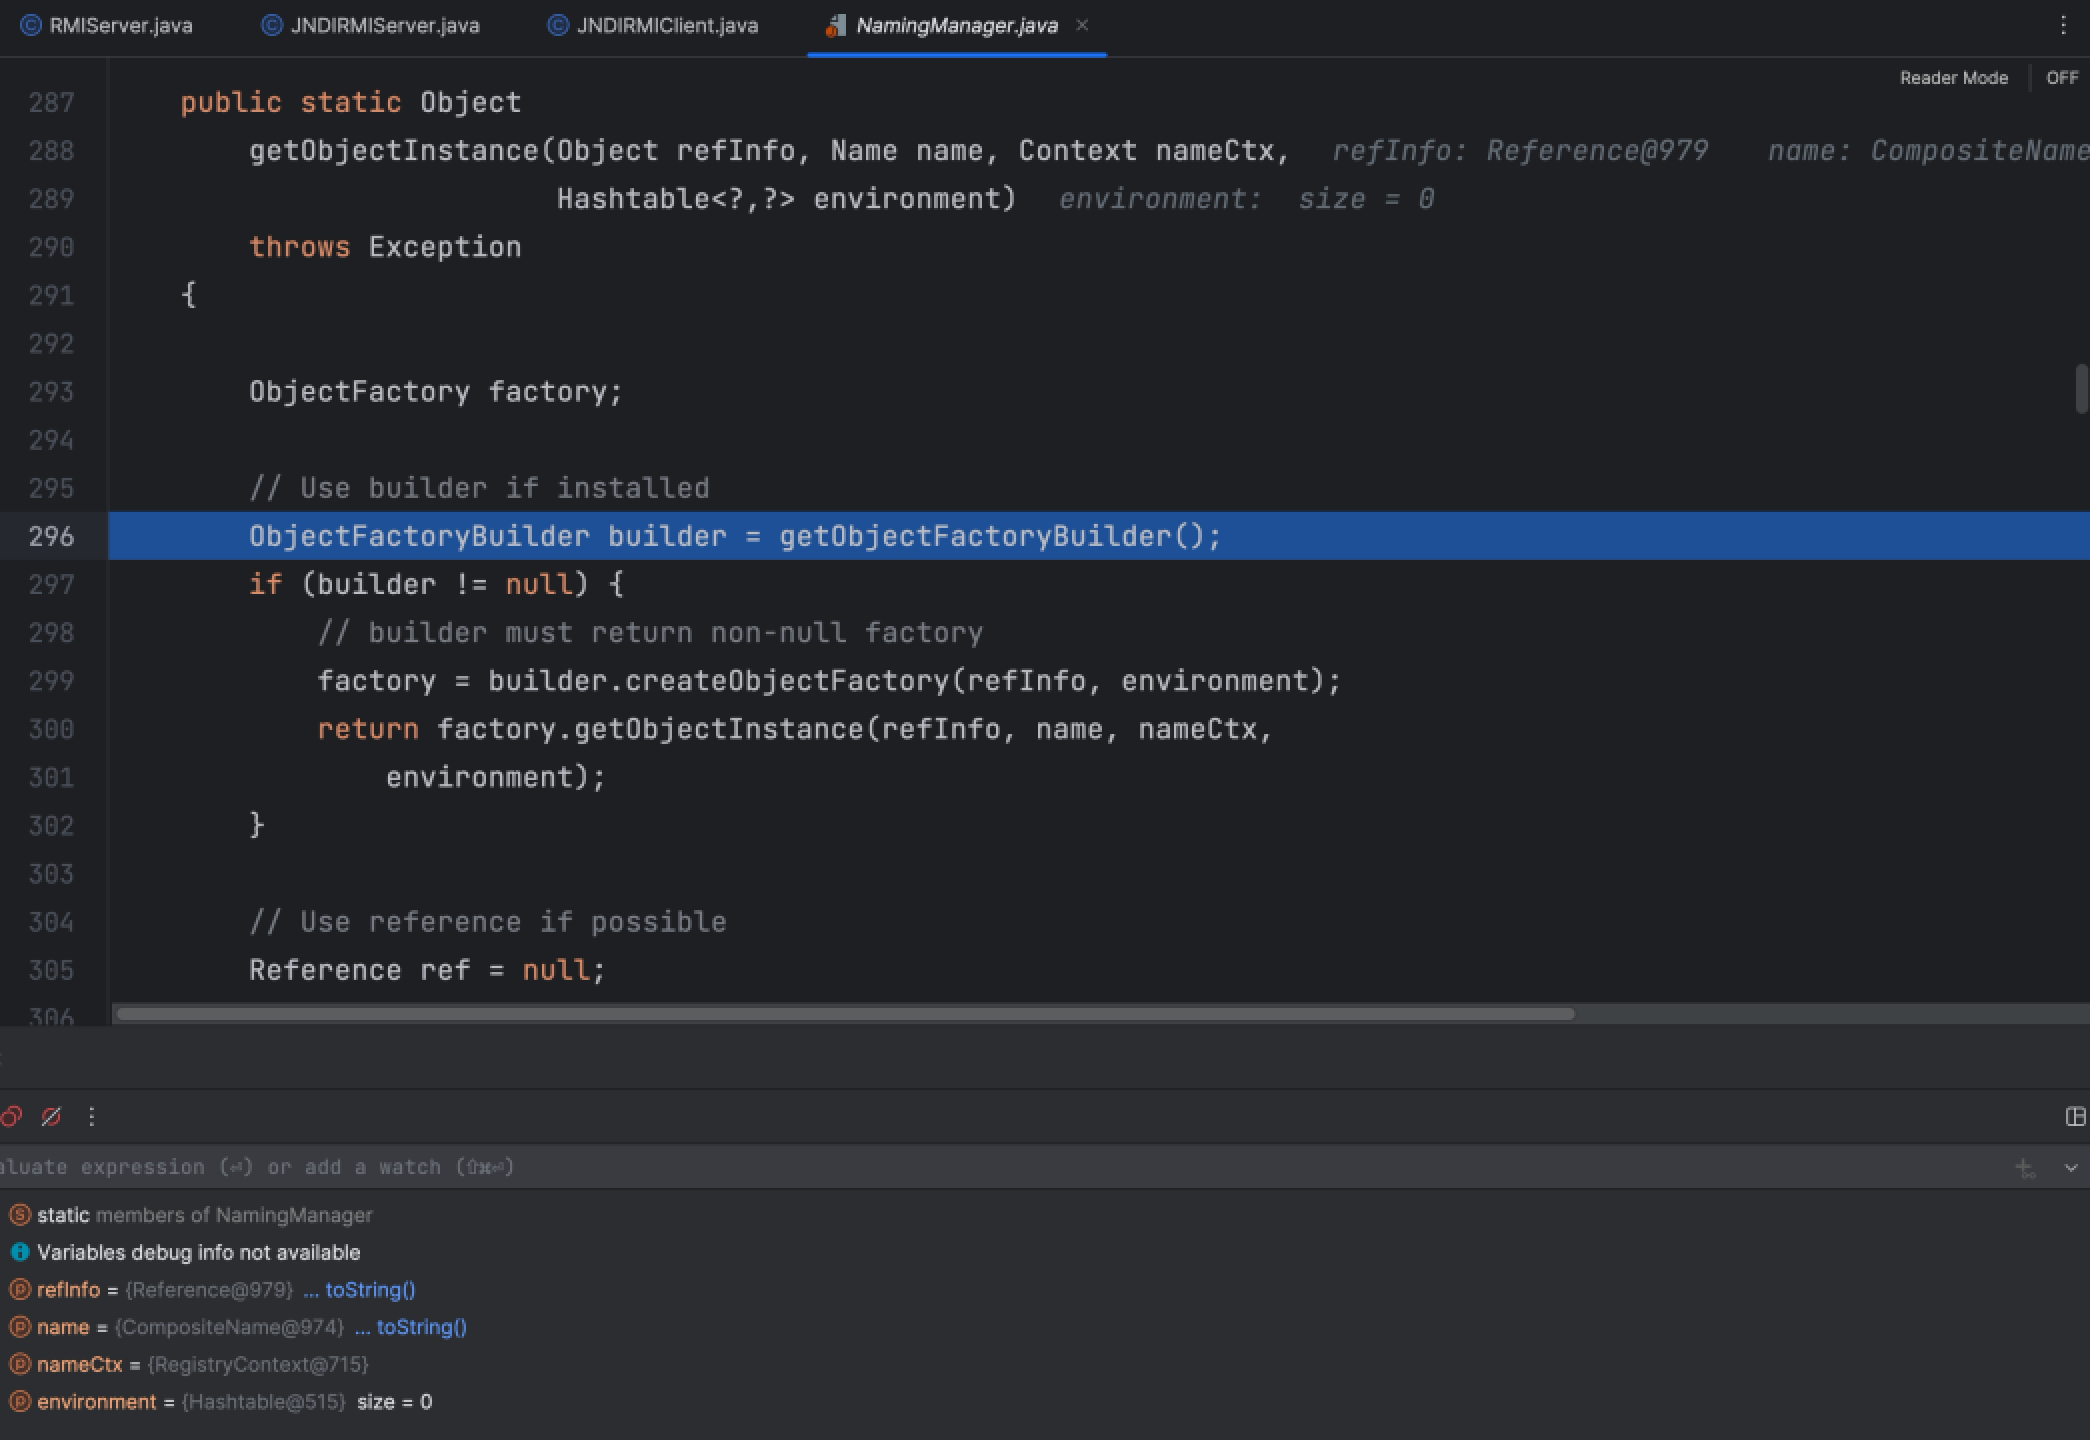 RMIServer.java JNDIRMIServer.java JNDIRMIClient.java NamingManager.java
Reader Mode OFF
287 public static Object
288 getObjectInstance(Object refInfo, Name name, Context nameCtx, refInfo: Reference@979 name: CompositeName
289 Hashtable<?,?> environment) environment: size = 0
290 throws Exception
291 {
292
293 ObjectFactory factory;
294
295 // Use builder if installed
296 ObjectFactoryBuilder builder = getObjectFactoryBuilder();
297 if (builder != null) {
298 // builder must return non-null factory
299 factory = builder.createObjectFactory(refInfo, environment);
300 return factory.getObjectInstance(refInfo, name, nameCtx,
301 environment);
302 }
303
304 // Use reference if possible
305 Reference ref = null;
306
aluate expression (⏎) or add a watch (⇧⌘⏎)
static members of NamingManager
Variables debug info not available
refInfo = {Reference@979} ... toString()
name = {CompositeName@974} ... toString()
nameCtx = {RegistryContext@715}
environment = {Hashtable@515} size = 0